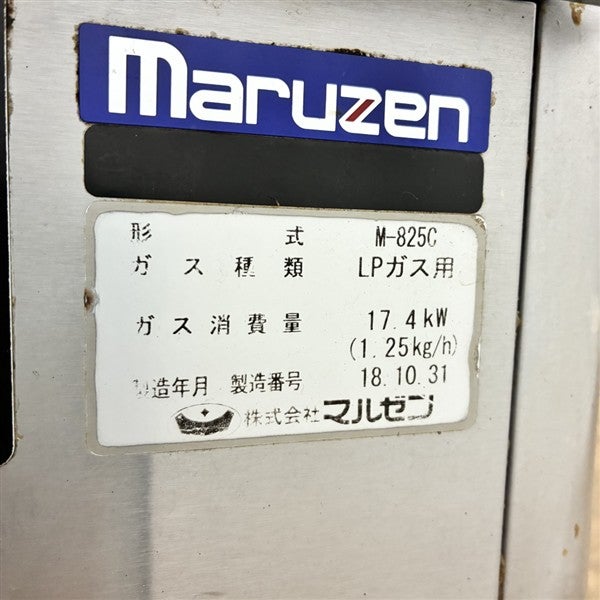 maruzen
形式 M-825C
ガス種類 LPガス用
ガス消費量 17.4kW
(1.25kg/h)
製造年月 製造番号 18.10.31
株式会社マルゼン